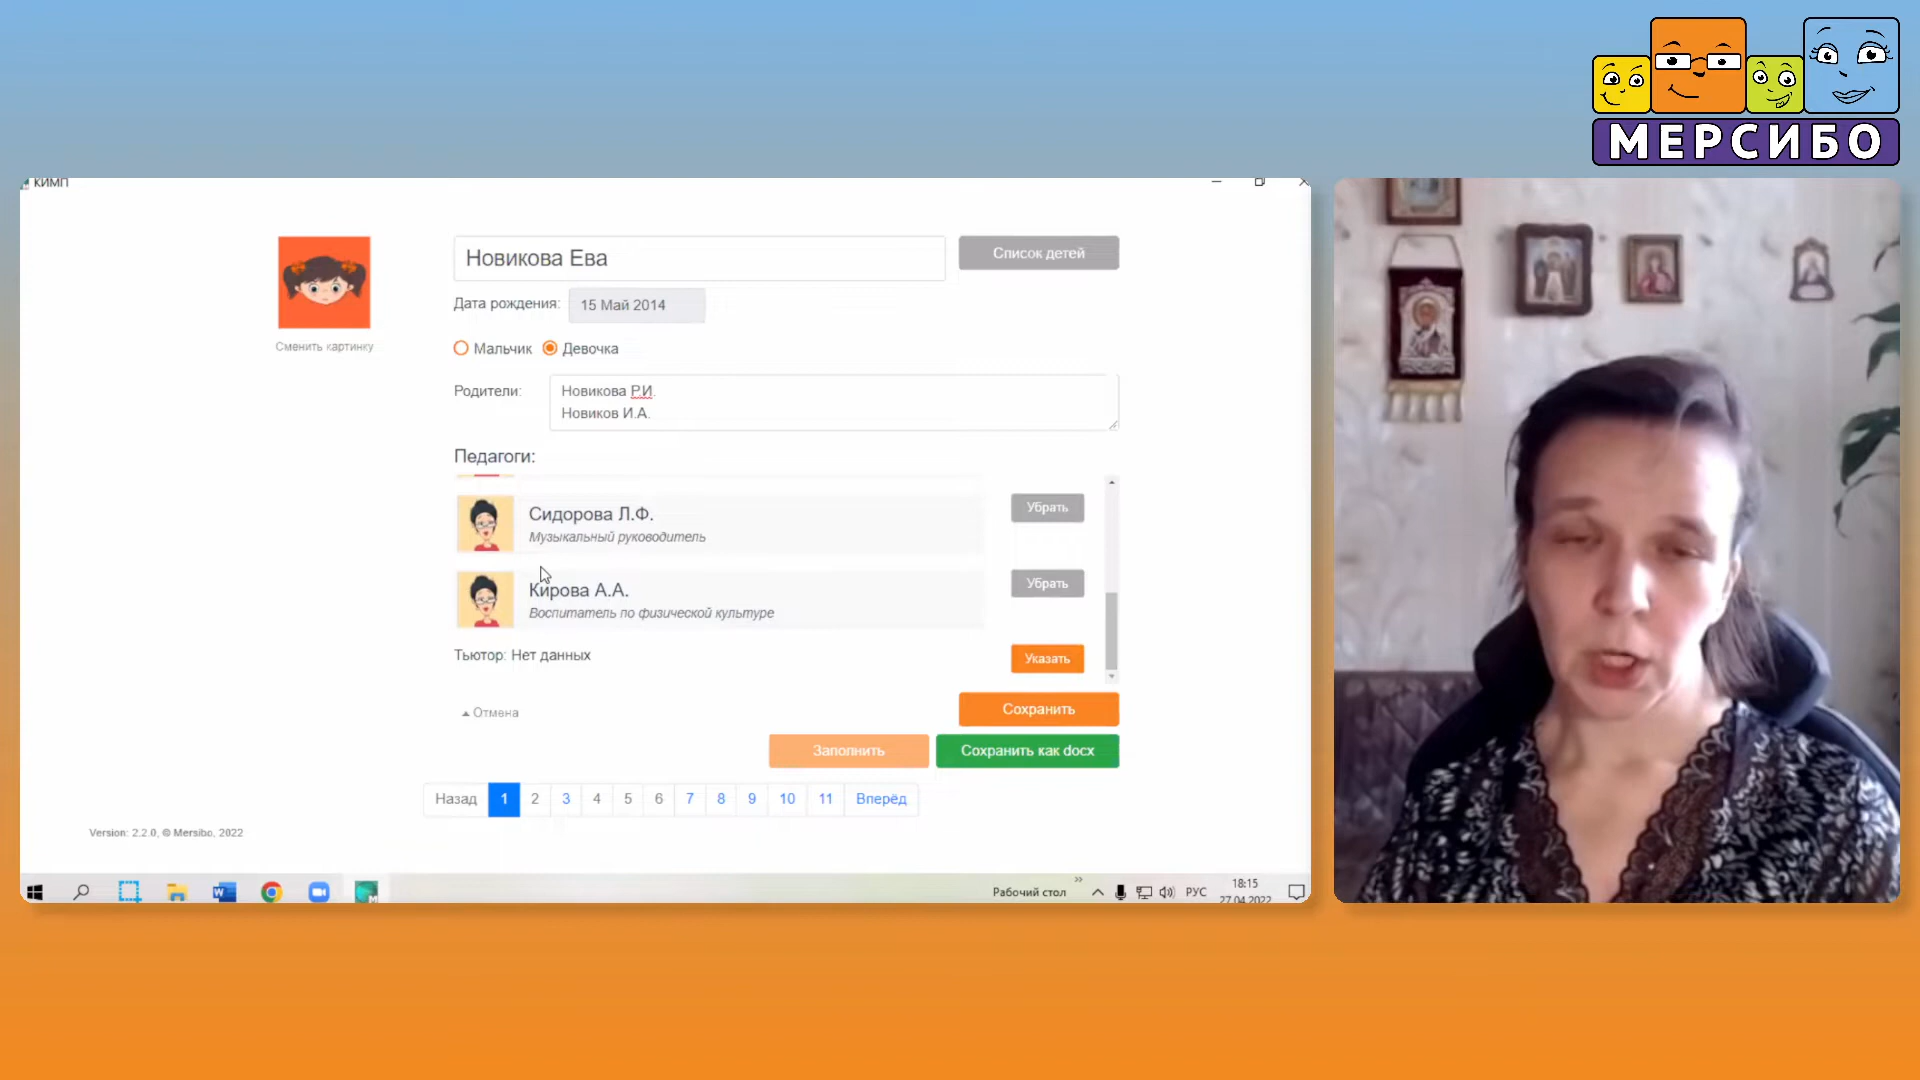 МЕРСИБО
КИМП
Новикова Ева
Список детей
Дата рождения:
15 Май 2014
Сменить картинку
Мальчик
Девочка
Родители:
Новикова Р.И.
Новиков И.А.
Педагоги:
Сидорова Л.Ф.
Музыкальный руководитель
Убрать
Кирова А.А.
Воспитатель по физической культуре
Убрать
Тьютор: Нет данных
Указать
Отмена
Сохранить
Заполнить
Сохранить как docx
Назад 1 2 3 4 5 6 7 8 9 10 11 Вперёд
Version: 2.2.0, © Mersibo, 2022
Рабочий стол
РУС
18:15
27.04.2022